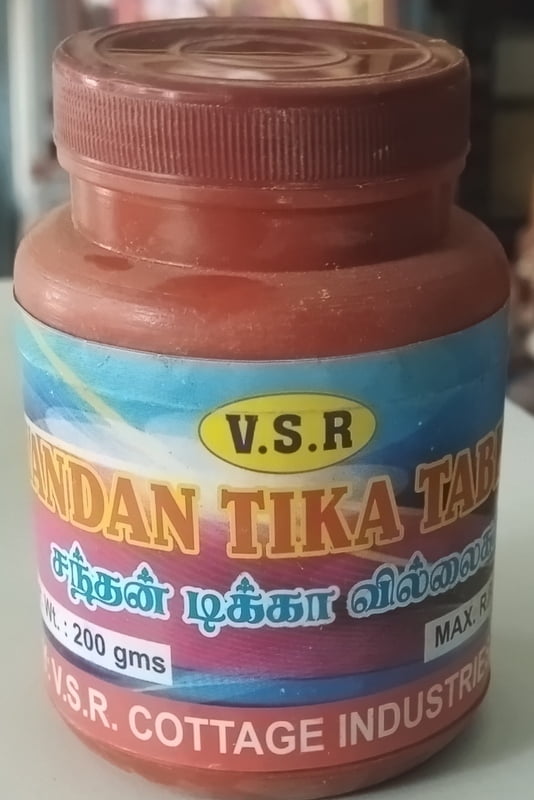 V.S.R
ANDAN TIKA TAB
சந்தன் டிக்கா வில்லைக
Wt. : 200 gms
MAX. R
V.S.R. COTTAGE INDUSTRIE